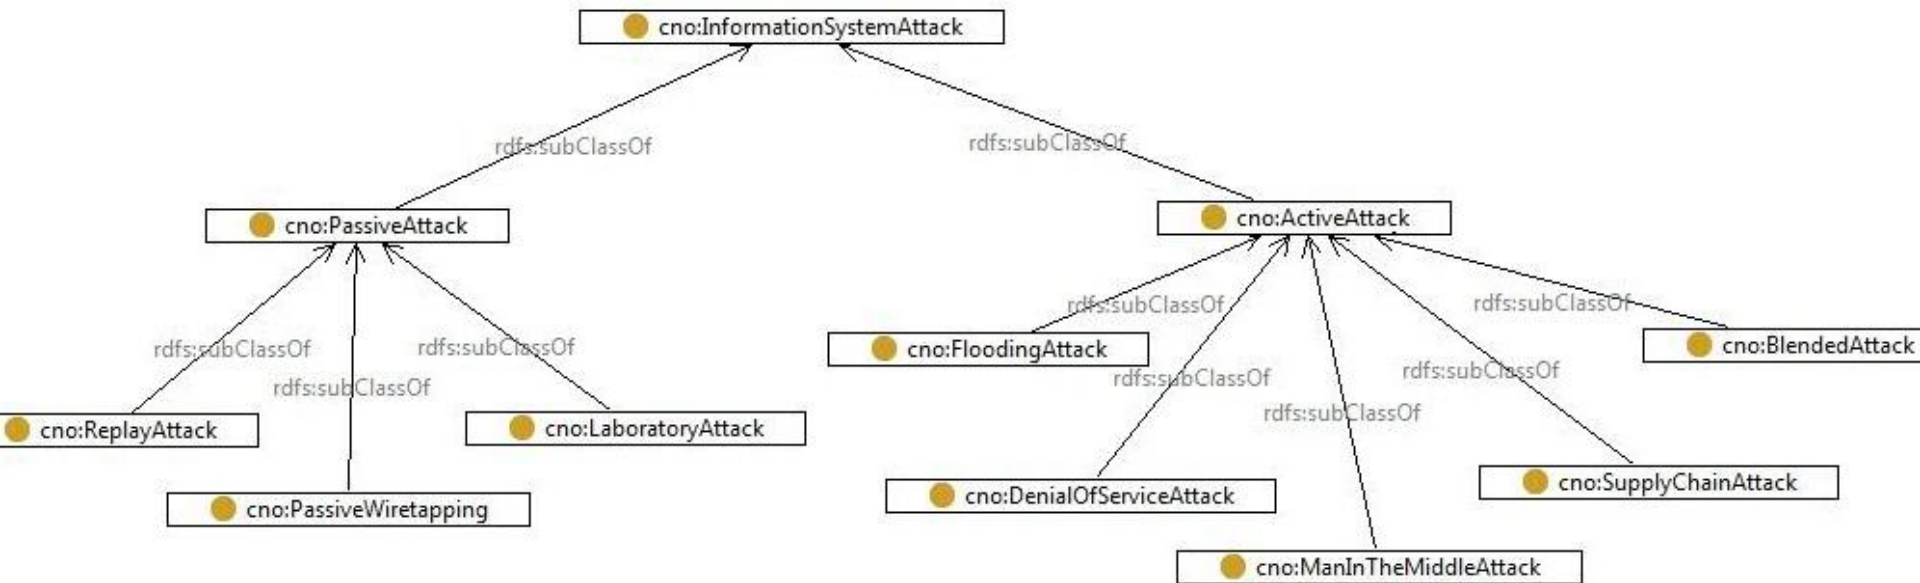 cno:InformationSystemAttack
rdfs:subClassOf
rdfs:subClassOf
cno:PassiveAttack
cno:ActiveAttack
rdfs:subClassOf
rdfs:subClassOf
rdfs:subClassOf
rdfs:subClassOf
rdfs:subClassOf
cno:FloodingAttack
cno:BlendedAttack
rdfs:subClassOf
rdfs:subClassOf
rdfs:subClassOf
cno:ReplayAttack
cno:LaboratoryAttack
cno:PassiveWiretapping
cno:DenialOfServiceAttack
cno:SupplyChainAttack
cno:ManInTheMiddleAttack